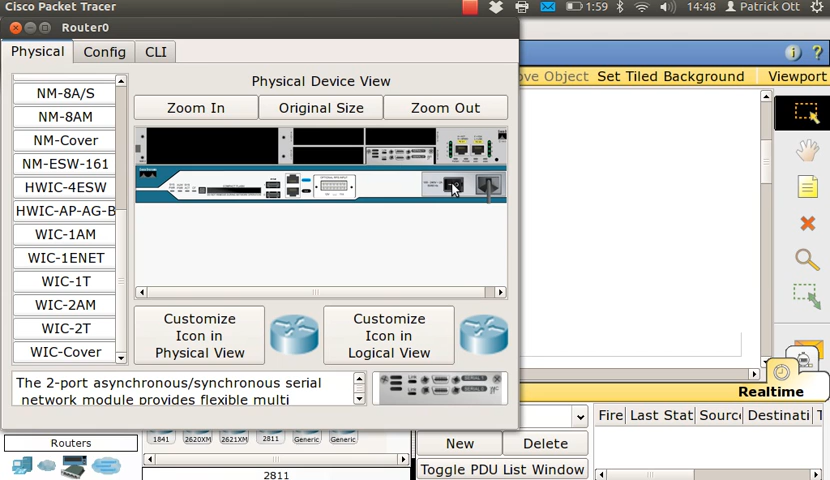 Cisco Packet Tracer
1:59
14:48
Patrick Ott
Router0
Physical
Config
CLI
NM-8A/S
NM-8AM
NM-Cover
NM-ESW-161
HWIC-4ESW
HWIC-AP-AG-B
WIC-1AM
WIC-1ENET
WIC-1T
WIC-2AM
WIC-2T
WIC-Cover
Physical Device View
Zoom In
Original Size
Zoom Out
Customize
Icon in
Physical View
Customize
Icon in
Logical View
The 2-port asynchronous/synchronous serial
network module provides flexible multi
ove Object
Set Tiled Background
Viewport
Realtime
Routers
1841
2620XM
2621XM
2811
Generic
Generic
2811
New
Delete
Toggle PDU List Window
Fire
Last Stat
Source
Destinati